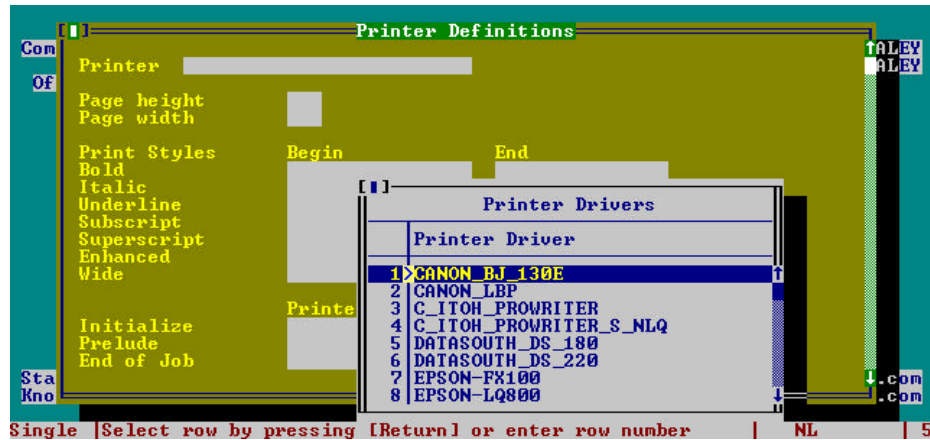 Printer Definitions
Com
ALEY
Printer
ALEY
Of
Page height
Page width
Print Styles Begin End
Bold
Italic
Underline
Subscript
Superscript
Enhanced
Wide
Printe
Initialize
Prelude
End of Job
Printer Drivers
Printer Driver
1>CANON_BJ_130E
2 CANON_LBP
3 C_ITOH_PROWRITER
4 C_ITOH_PROWRITER_S_NLQ
5 DATASOUTH_DS_180
6 DATASOUTH_DS_220
7 EPSON-FX100
8 EPSON-LQ800
Sta
.com
Kno
.com
Single |Select row by pressing [Return] or enter row number | NL | 5